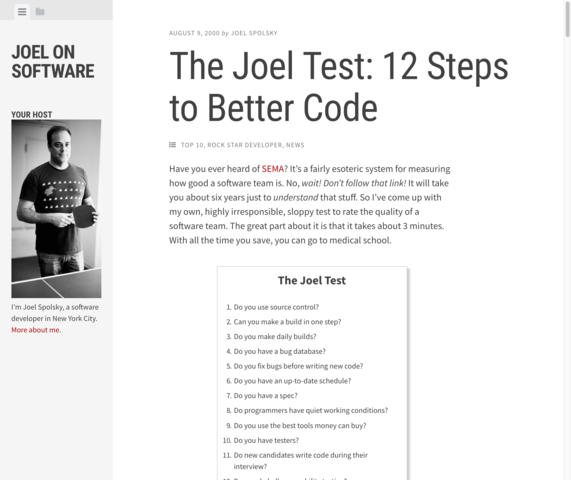 JOEL ON
SOFTWARE
YOUR HOST
I'm Joel Spolsky, a software
developer in New York City.
More about me.
AUGUST 9, 2000 by JOEL SPOLSKY
The Joel Test: 12 Steps
to Better Code
TOP 10, ROCK STAR DEVELOPER, NEWS
Have you ever heard of SEMA? It's a fairly esoteric system for measuring
how good a software team is. No, wait! Don't follow that link! It will take
you about six years just to understand that stuff. So I've come up with
my own, highly irresponsible, sloppy test to rate the quality of a
software team. The great part about it is that it takes about 3 minutes.
With all the time you save, you can go to medical school.
The Joel Test
1. Do you use source control?
2. Can you make a build in one step?
3. Do you make daily builds?
4. Do you have a bug database?
5. Do you fix bugs before writing new code?
6. Do you have an up-to-date schedule?
7. Do you have a spec?
8. Do programmers have quiet working conditions?
9. Do you use the best tools money can buy?
10. Do you have testers?
11. Do new candidates write code during their
interview?